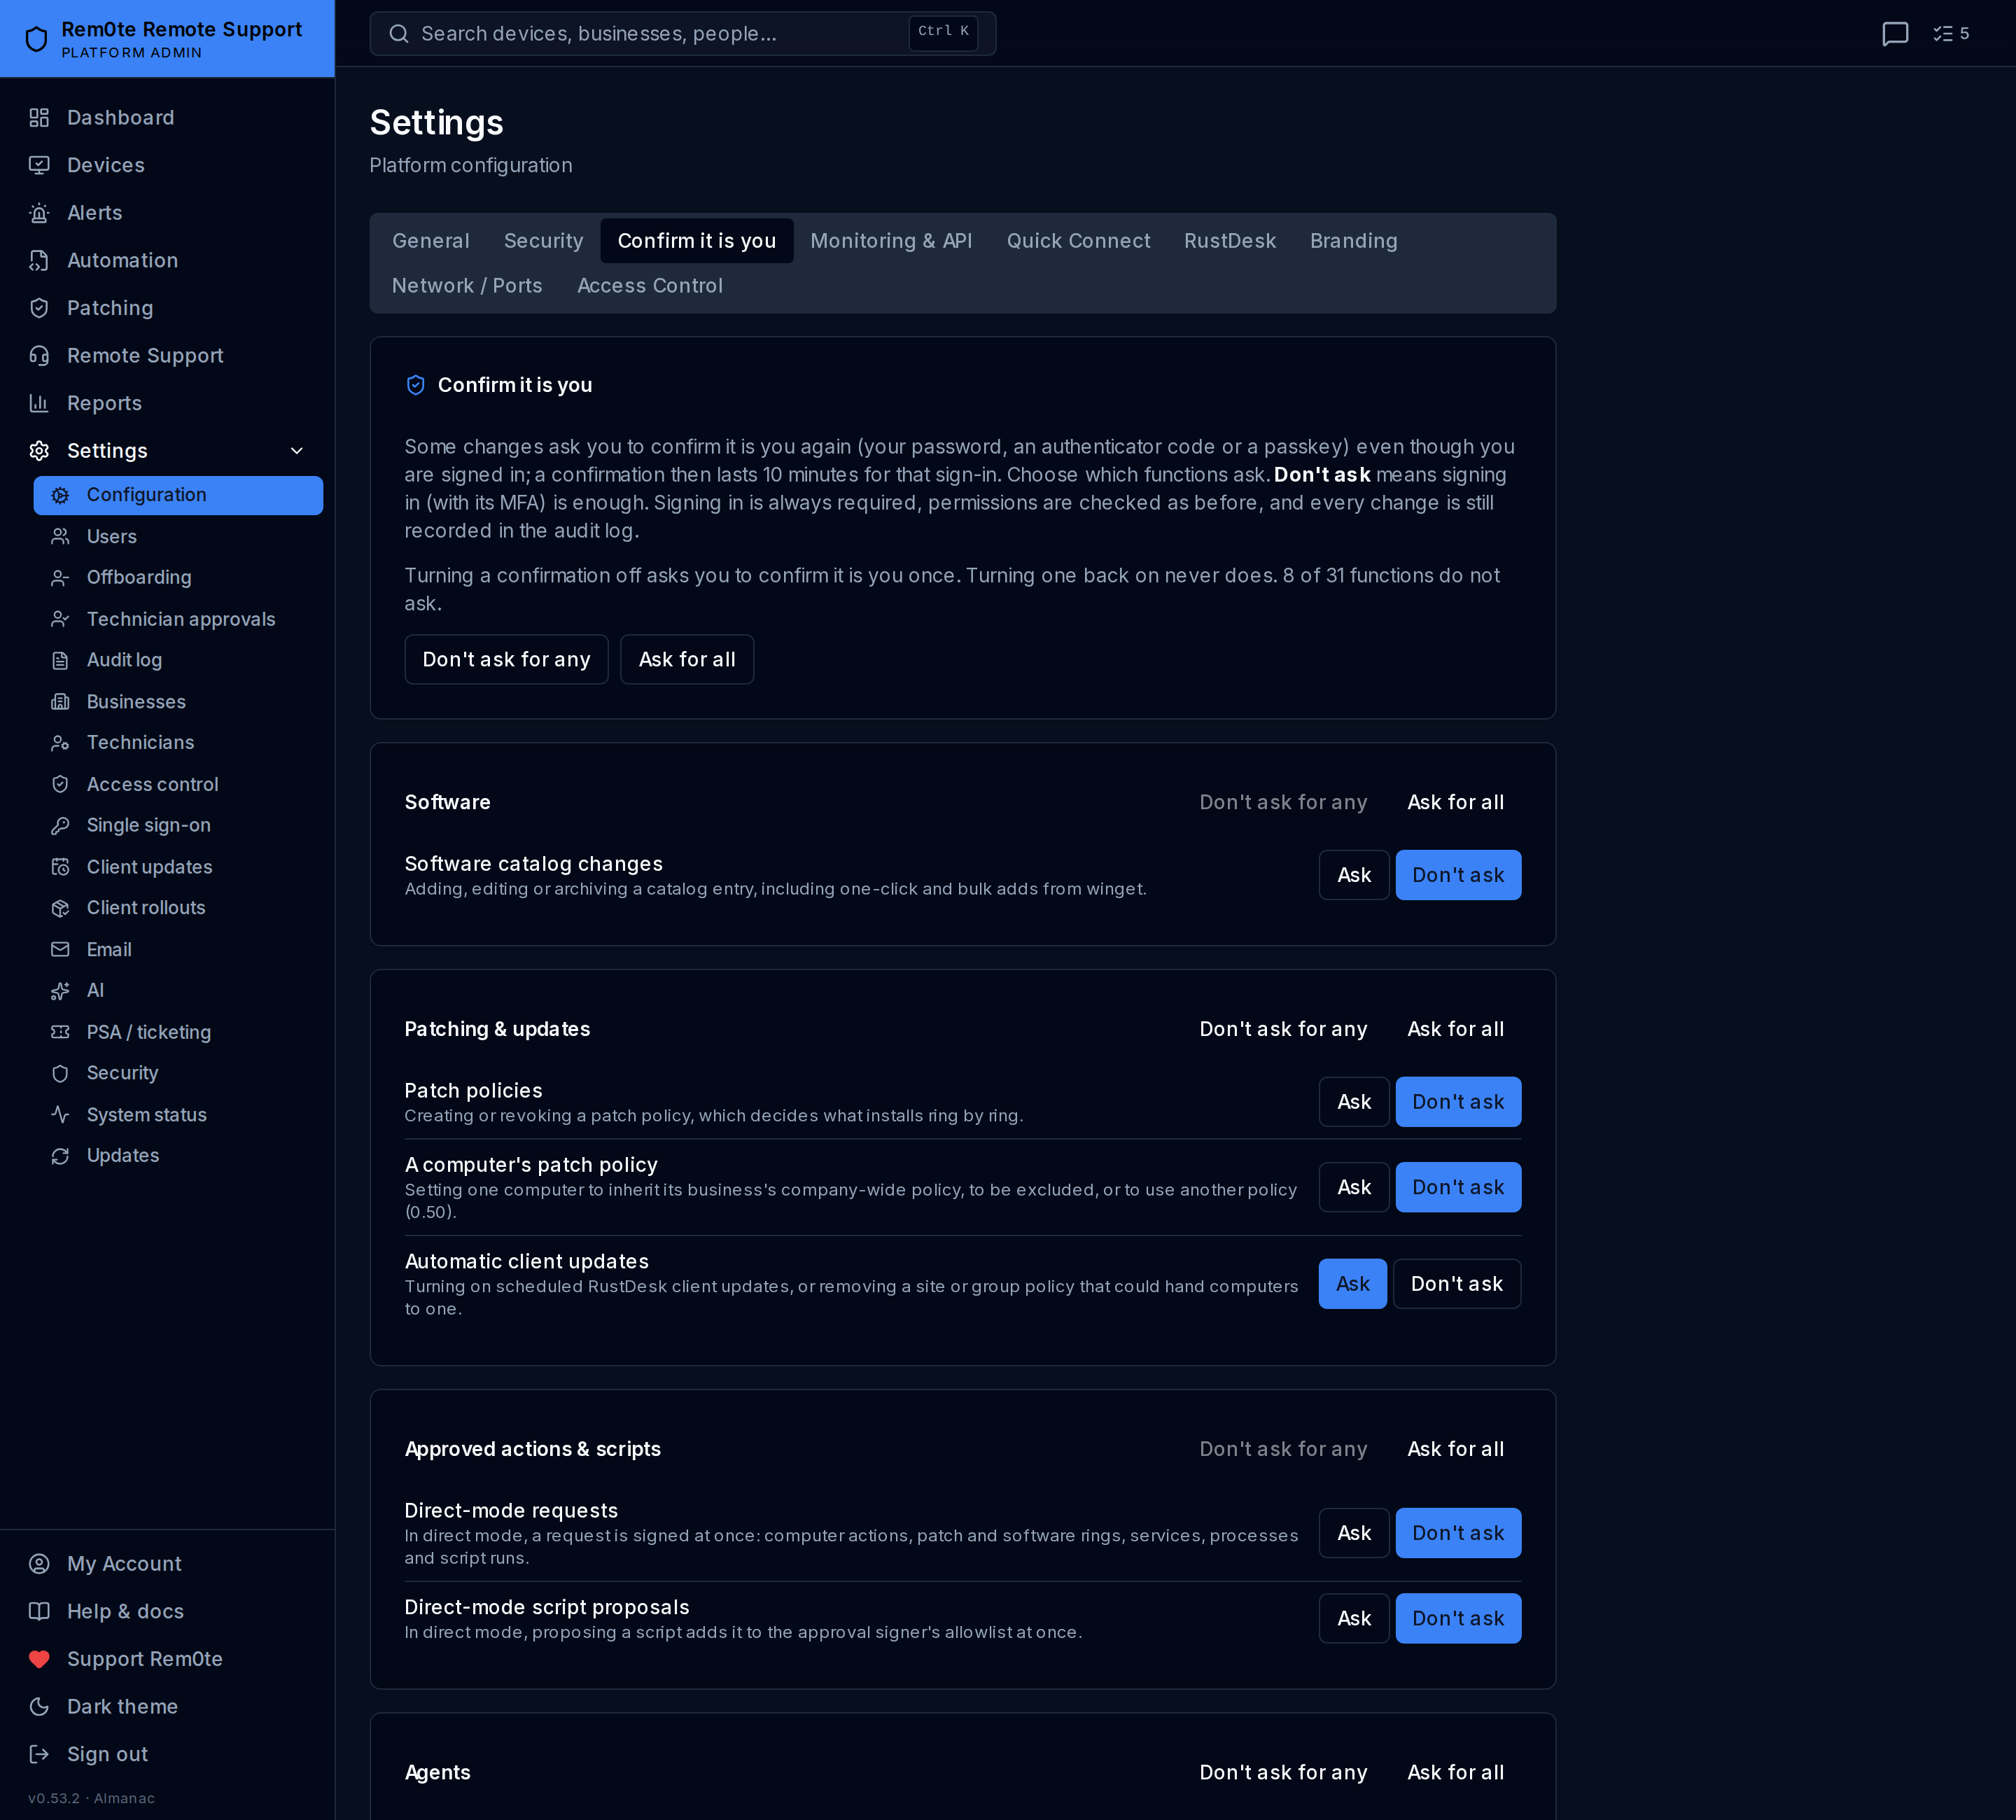 Rem0te Remote Support
PLATFORM ADMIN
Search devices, businesses, people...
Ctrl K
5
Dashboard
Devices
Alerts
Automation
Patching
Remote Support
Reports
Settings
Configuration
Users
Offboarding
Technician approvals
Audit log
Businesses
Technicians
Access control
Single sign-on
Client updates
Client rollouts
Email
AI
PSA / ticketing
Security
System status
Updates
My Account
Help & docs
Support Rem0te
Dark theme
Sign out
v0.53.2 · Almanac
Settings
Platform configuration
General Security Confirm it is you Monitoring & API Quick Connect RustDesk Branding
Network / Ports Access Control
Confirm it is you
Some changes ask you to confirm it is you again (your password, an authenticator code or a passkey) even though you
are signed in; a confirmation then lasts 10 minutes for that sign-in. Choose which functions ask. Don't ask means signing
in (with its MFA) is enough. Signing in is always required, permissions are checked as before, and every change is still
recorded in the audit log.
Turning a confirmation off asks you to confirm it is you once. Turning one back on never does. 8 of 31 functions do not
ask.
Don't ask for any Ask for all
Software Don't ask for any Ask for all
Software catalog changes
Adding, editing or archiving a catalog entry, including one-click and bulk adds from winget.
Ask Don't ask
Patching & updates Don't ask for any Ask for all
Patch policies
Creating or revoking a patch policy, which decides what installs ring by ring.
Ask Don't ask
A computer's patch policy
Setting one computer to inherit its business's company-wide policy, to be excluded, or to use another policy
(0.50).
Ask Don't ask
Automatic client updates
Turning on scheduled RustDesk client updates, or removing a site or group policy that could hand computers
to one.
Ask Don't ask
Approved actions & scripts Don't ask for any Ask for all
Direct-mode requests
In direct mode, a request is signed at once: computer actions, patch and software rings, services, processes
and script runs.
Ask Don't ask
Direct-mode script proposals
In direct mode, proposing a script adds it to the approval signer's allowlist at once.
Ask Don't ask
Agents Don't ask for any Ask for all